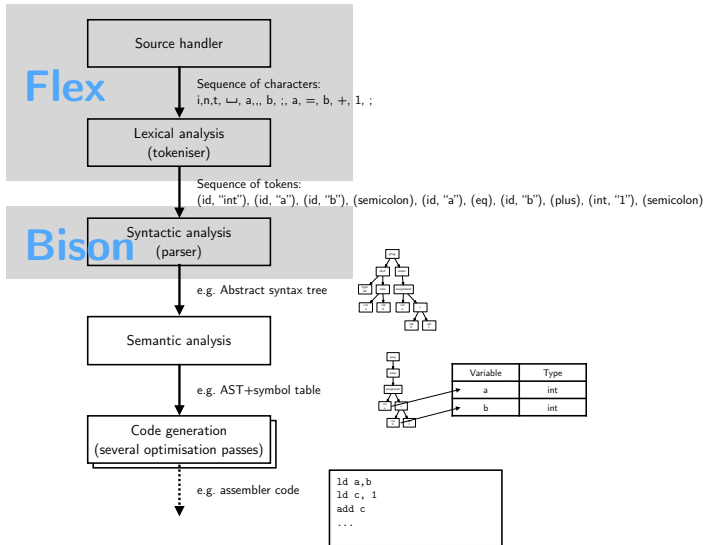 Source handler
Flex
Sequence of characters:
i,n,t, ␣, a,,, b, ;, a, =, b, +, 1, ;
Lexical analysis
(tokeniser)
Sequence of tokens:
(id, “int”), (id, “a”), (id, “b”), (semicolon), (id, “a”), (eq), (id, “b”), (plus), (int, “1”), (semicolon)
Bison
Syntactic analysis
(parser)
e.g. Abstract syntax tree
Semantic analysis
e.g. AST+symbol table
Variable Type
a int
b int
Code generation
(several optimisation passes)
e.g. assembler code
ld a,b
ld c, 1
add c
...